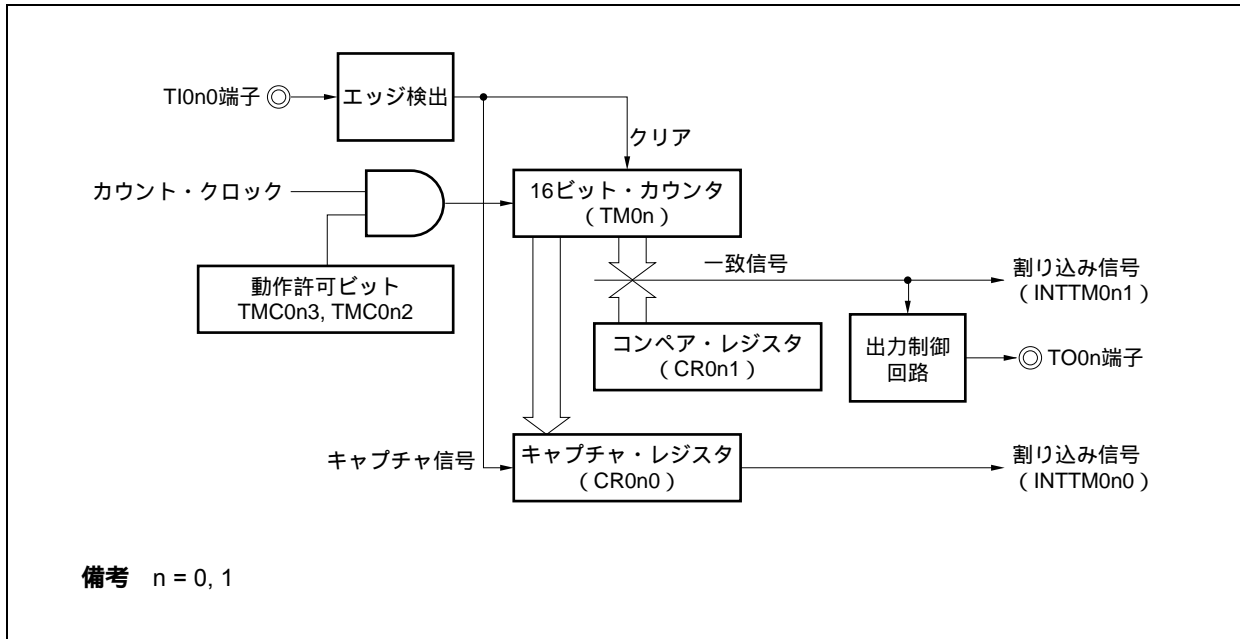 TI0n0端子
エッジ検出
クリア
カウント・クロック
16ビット・カウンタ
（TM0n）
動作許可ビット
TMC0n3, TMC0n2
一致信号
割り込み信号
（INTTM0n1）
コンペア・レジスタ
（CR0n1）
出力制御
回路
TO0n端子
キャプチャ信号
キャプチャ・レジスタ
（CR0n0）
割り込み信号
（INTTM0n0）
備考 n = 0, 1